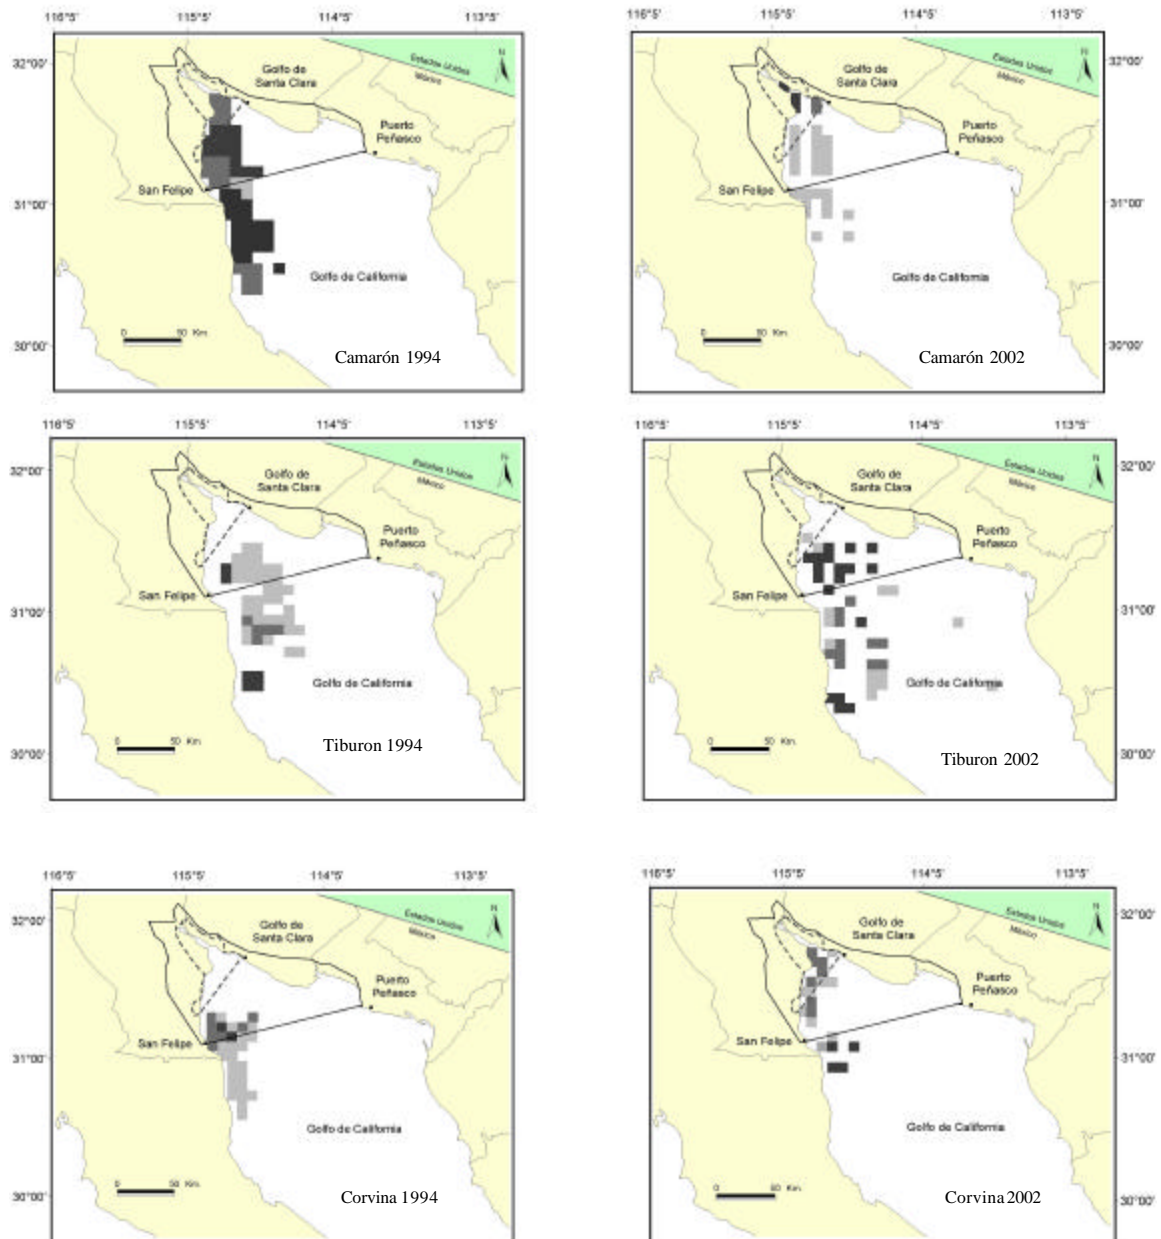 116°5'
115°5'
114°5'
113°5'
32°00'
31°00'
30°00'
Estados Unidos
México
N
Golfo de
Santa Clara
Puerto
Peñasco
San Felipe
Golfo de California
0 50 Km.
Camarón 1994
116°5'
115°5'
114°5'
113°5'
32°00'
31°00'
30°00'
Estados Unidos
México
N
Golfo de
Santa Clara
Puerto
Peñasco
San Felipe
Golfo de California
0 50 Km.
Camarón 2002
116°5'
115°5'
114°5'
113°5'
32°00'
31°00'
30°00'
Estados Unidos
México
N
Golfo de
Santa Clara
Puerto
Peñasco
San Felipe
Golfo de California
0 50 Km.
Tiburon 1994
116°5'
115°5'
114°5'
113°5'
32°00'
31°00'
30°00'
Estados Unidos
México
N
Golfo de
Santa Clara
Puerto
Peñasco
San Felipe
Golfo de California
0 50 Km.
Tiburon 2002
116°5'
115°5'
114°5'
113°5'
32°00'
31°00'
30°00'
Estados Unidos
México
N
Golfo de
Santa Clara
Puerto
Peñasco
San Felipe
Golfo de California
0 50 Km.
Corvina 1994
116°5'
115°5'
114°5'
113°5'
32°00'
31°00'
30°00'
Estados Unidos
México
N
Golfo de
Santa Clara
Puerto
Peñasco
San Felipe
Golfo de California
0 50 Km.
Corvina 2002